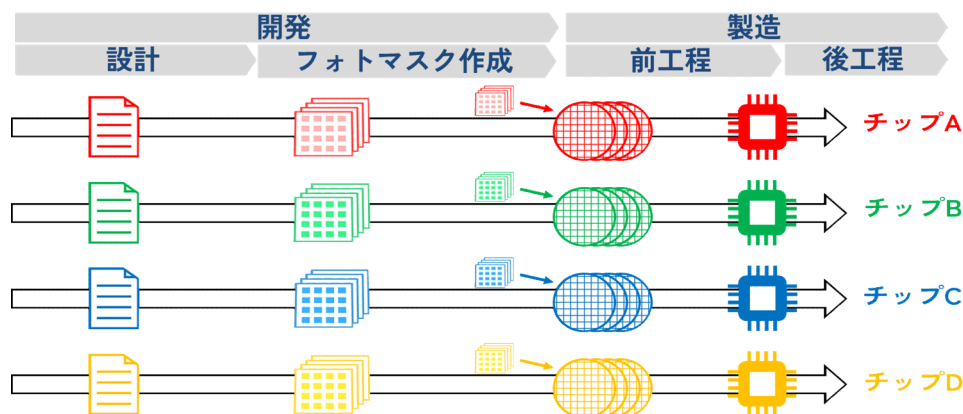 開発
製造
設計
フォトマスク作成
前工程
後工程
チップA
チップB
チップC
チップD